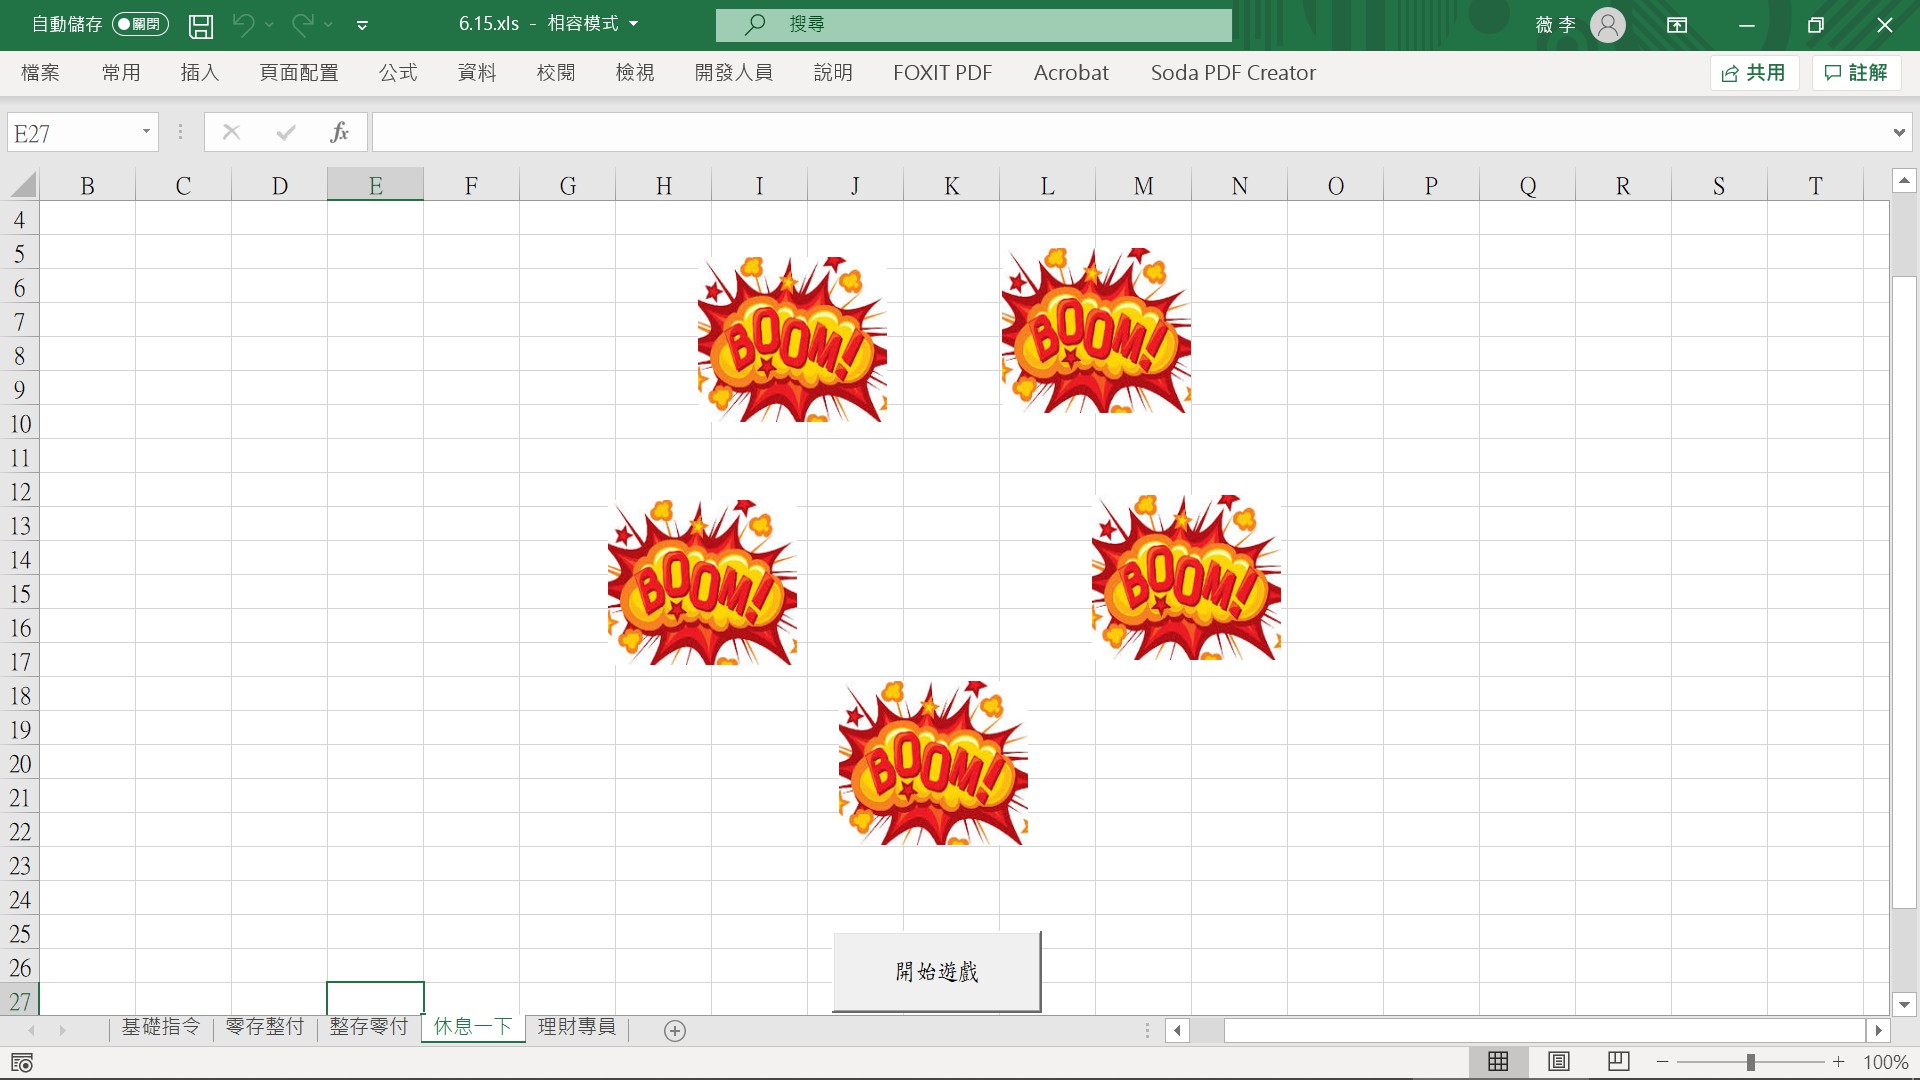 自動儲存 關閉 6.15.xls - 相容模式 搜尋 薇 李
檔案 常用 插入 頁面配置 公式 資料 校閱 檢視 開發人員 說明 FOXIT PDF Acrobat Soda PDF Creator 共用 註解
E27 fx
B C D E F G H I J K L M N O P Q R S T
4
5
6
7
8
9
10
11
12
13
14
15
16
17
18
19
20
21
22
23
24
25
26
27
BOOM! BOOM!
BOOM! BOOM!
BOOM!
開始遊戲
基礎指令 零存整付 整存零付 休息一下 理財專員
100%